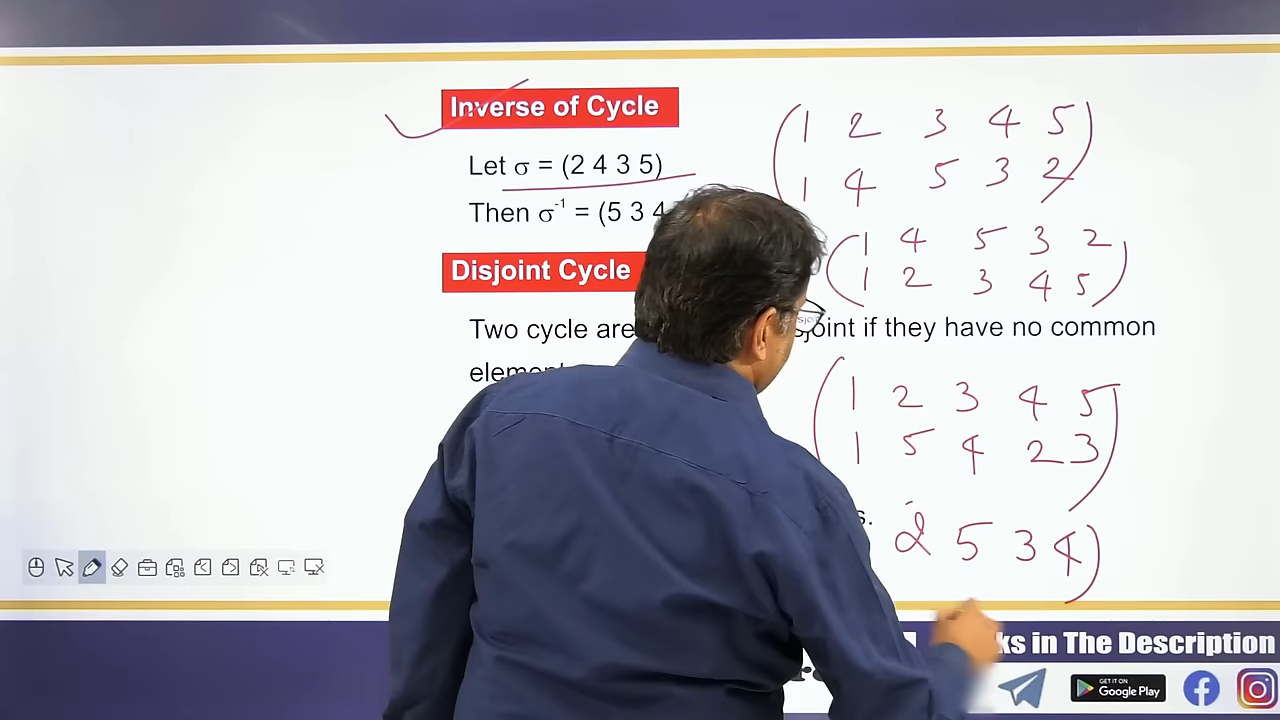 Inverse of Cycle
Let σ = (2 4 3 5)
Then σ⁻¹ = (5 3 4
(1 2 3 4 5)
(1 4 5 3 2)
(1 4 5 3 2)
(1 2 3 4 5)
Disjoint Cycle
Two cycle are joint if they have no common
(1 2 3 4 5)
(1 5 4 2 3)
2 5 3 4)
ks in The Description
GET IT ON
Google Play